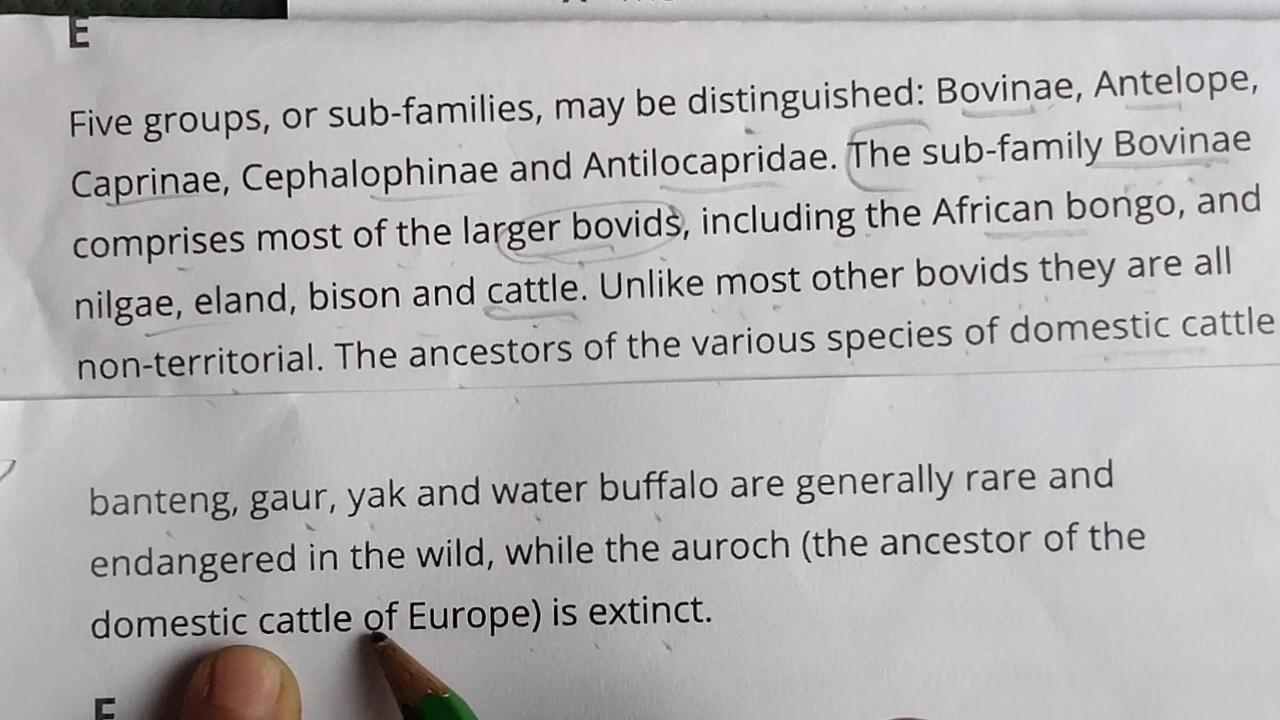 E
Five groups, or sub-families, may be distinguished: Bovinae, Antelope,
Caprinae, Cephalophinae and Antilocapridae. The sub-family Bovinae
comprises most of the larger bovids, including the African bongo, and
nilgae, eland, bison and cattle. Unlike most other bovids they are all
non-territorial. The ancestors of the various species of domestic cattle
banteng, gaur, yak and water buffalo are generally rare and
endangered in the wild, while the auroch (the ancestor of the
domestic cattle of Europe) is extinct.